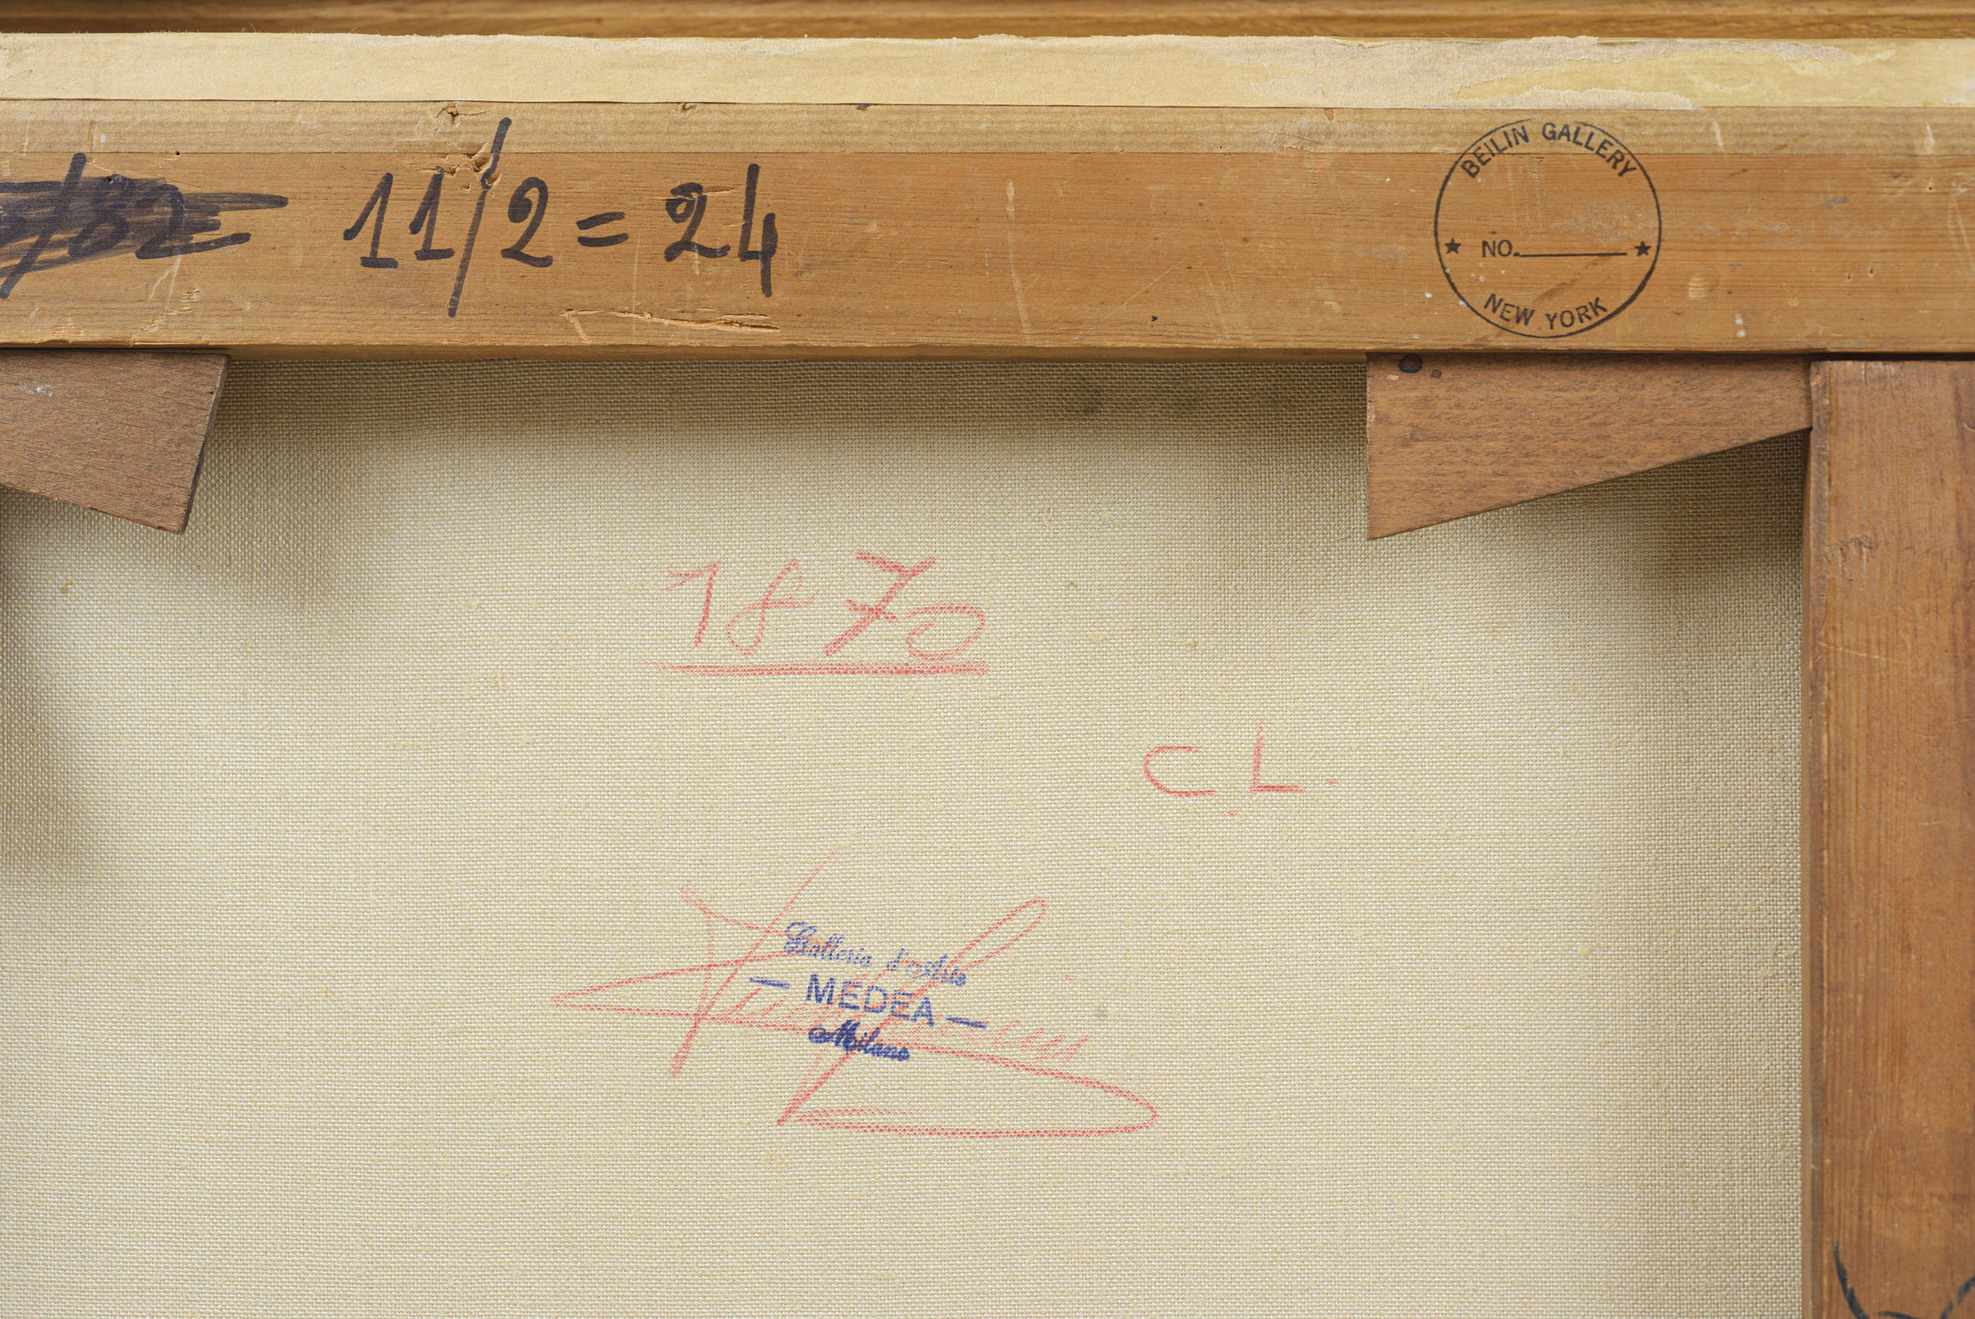 11/2 = 24
BEILIN GALLERY
★ NO. ★
NEW YORK
1870
C L.
Galleria d'Arte
— MEDEA —
Milano